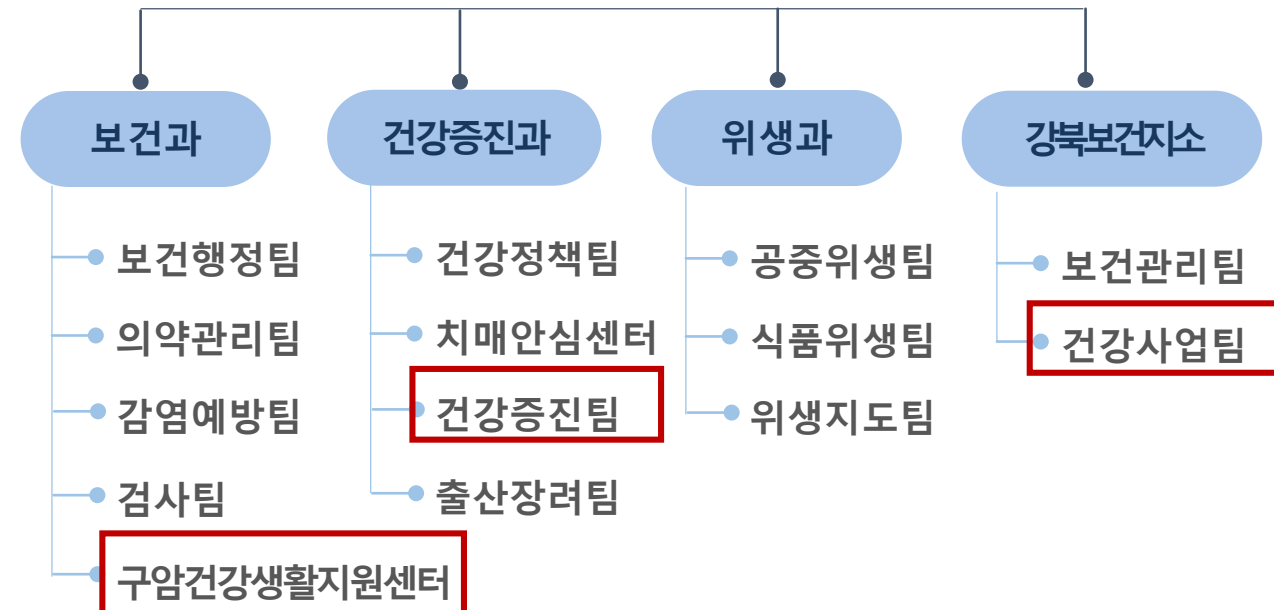 보건과
보건행정팀
의약관리팀
감염예방팀
검사팀
구암건강생활지원센터
건강증진과
건강정책팀
치매안심센터
건강증진팀
출산장려팀
위생과
공중위생팀
식품위생팀
위생지도팀
강북보건지소
보건관리팀
건강사업팀